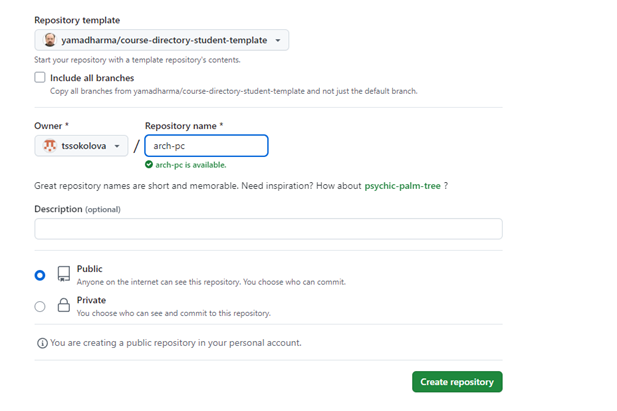 Repository template
yamadharma/course-directory-student-template
Start your repository with a template repository's contents.
Include all branches
Copy all branches from yamadharma/course-directory-student-template and not just the default branch.
Owner * Repository name *
tssokolova / arch-pc
arch-pc is available.
Great repository names are short and memorable. Need inspiration? How about psychic-palm-tree ?
Description (optional)
Public
Anyone on the internet can see this repository. You choose who can commit.
Private
You choose who can see and commit to this repository.
You are creating a public repository in your personal account.
Create repository